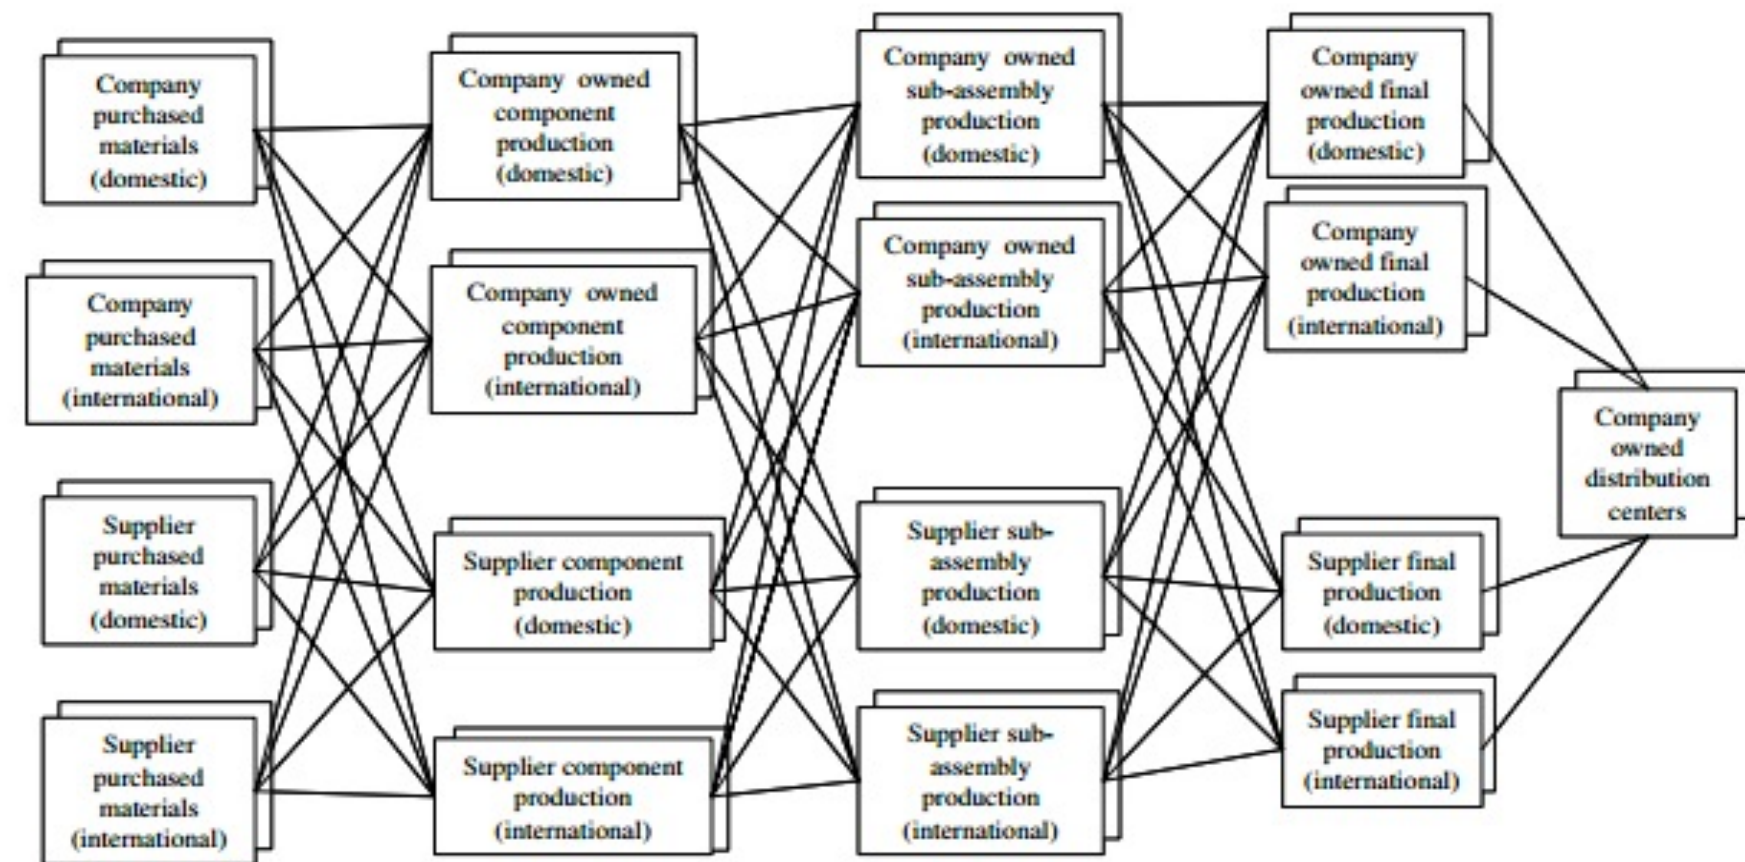 Company
purchased
materials
(domestic)
Company
purchased
materials
(international)
Supplier
purchased
materials
(domestic)
Supplier
purchased
materials
(international)
Company owned
component
production
(domestic)
Company owned
component
production
(international)
Supplier component
production
(domestic)
Supplier component
production
(international)
Company owned
sub-assembly
production
(domestic)
Company owned
sub-assembly
production
(international)
Supplier sub-
assembly
production
(domestic)
Supplier sub-
assembly
production
(international)
Company
owned final
production
(domestic)
Company
owned final
production
(international)
Supplier final
production
(domestic)
Supplier final
production
(international)
Company
owned
distribution
centers